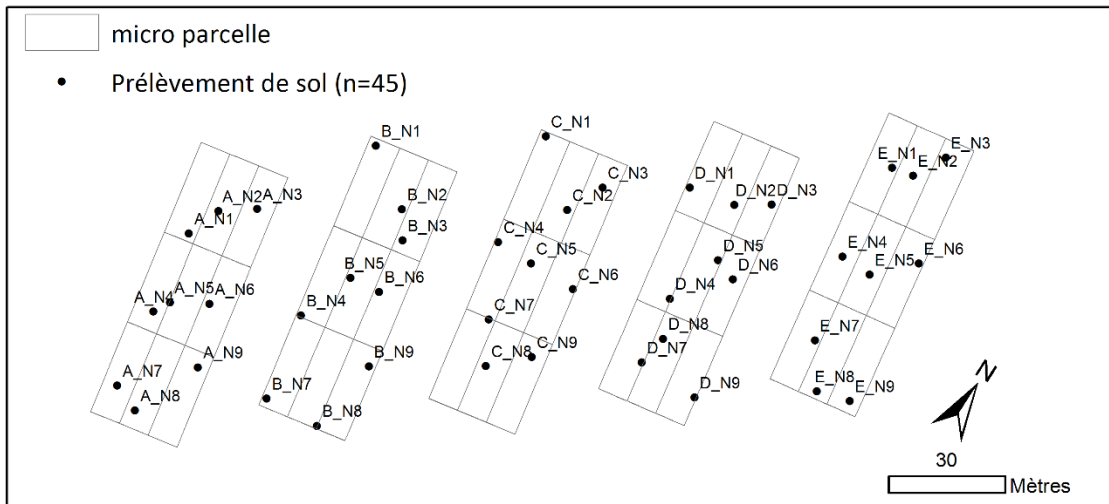 micro parcelle
Prélèvement de sol (n=45)
C_N1
B_N1
E_N3
E_N1
E_N2
C_N3
D_N1
A_N2
A_N3
B_N2
C_N2
D_N2
D_N3
A_N1
B_N3
C_N4
D_N5
E_N4
E_N6
B_N5
B_N6
C_N5
C_N6
D_N6
E_N5
A_N4
A_N5
A_N6
B_N4
D_N4
C_N7
D_N8
E_N7
A_N9
B_N9
C_N8
C_N9
D_N7
A_N7
B_N7
D_N9
E_N8
E_N9
A_N8
B_N8
N
30
Mètres